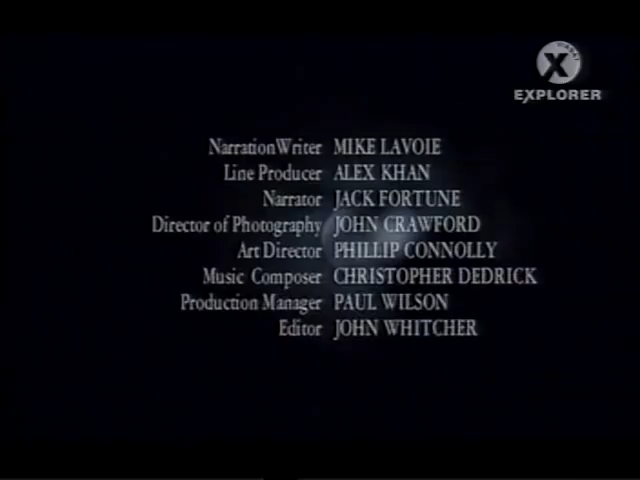 X
EXPLORER
NarrationWriter MIKE LAVOIE
Line Producer ALEX KHAN
Narrator JACK FORTUNE
Director of Photography JOHN CRAWFORD
Art Director PHILLIP CONNOLLY
Music Composer CHRISTOPHER DEDRICK
Production Manager PAUL WILSON
Editor JOHN WHITCHER